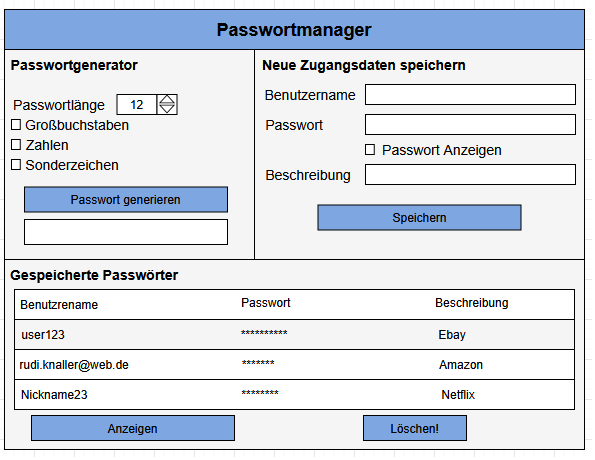 Passwortmanager
Passwortgenerator
Passwortlänge 12
Großbuchstaben
Zahlen
Sonderzeichen
Passwort generieren
Neue Zugangsdaten speichern
Benutzername
Passwort
Passwort Anzeigen
Beschreibung
Speichern
Gespeicherte Passwörter
Benutzrename Passwort Beschreibung
user123 ********** Ebay
rudi.knaller@web.de ******* Amazon
Nickname23 ******** Netflix
Anzeigen Löschen!